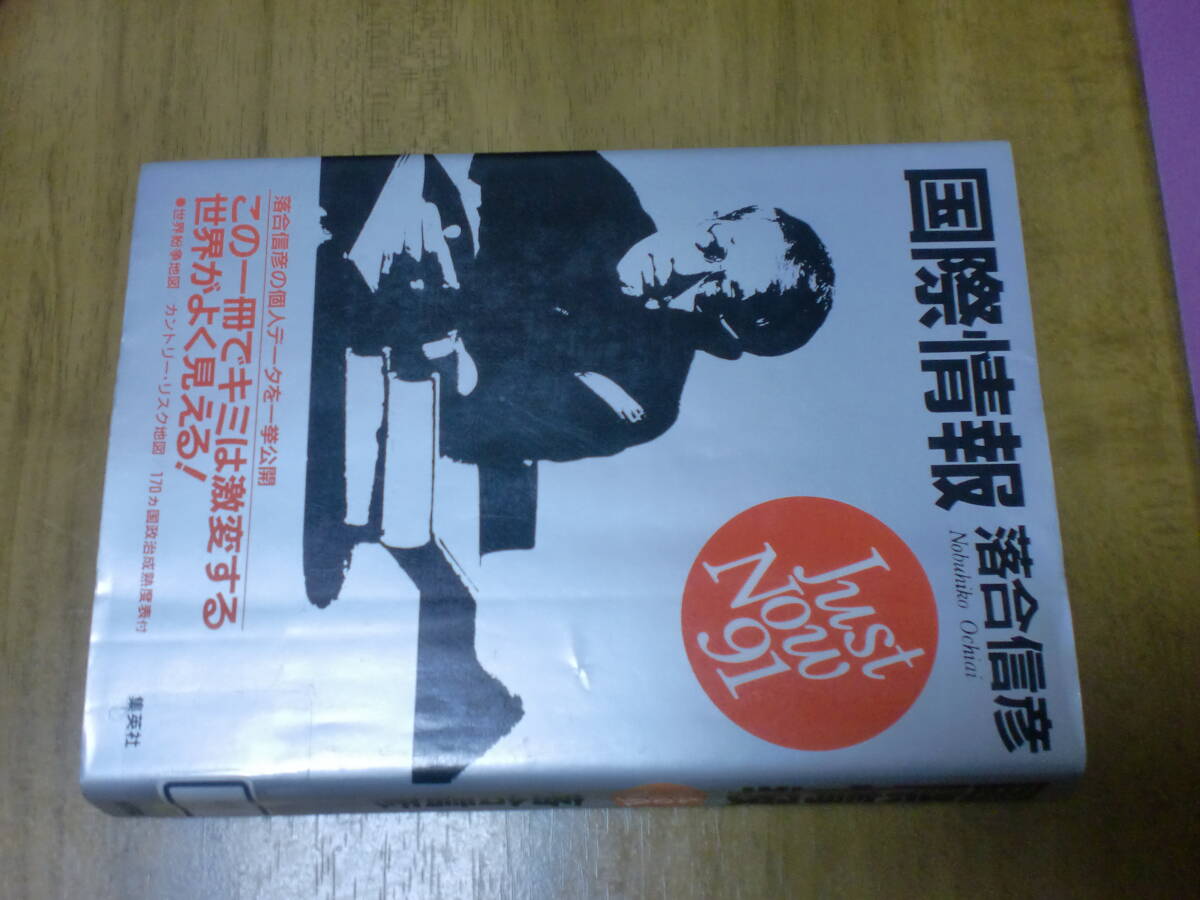 国際情報
落合信彦
Nobuhiko Ochiai
Just
Now
91
落合信彦の個人データを一挙公開
この一冊でキミは激変する
世界がよく見える!
●世界紛争地図 カントリー・リスク地図 170ヵ国政治成熟度表付
集英社